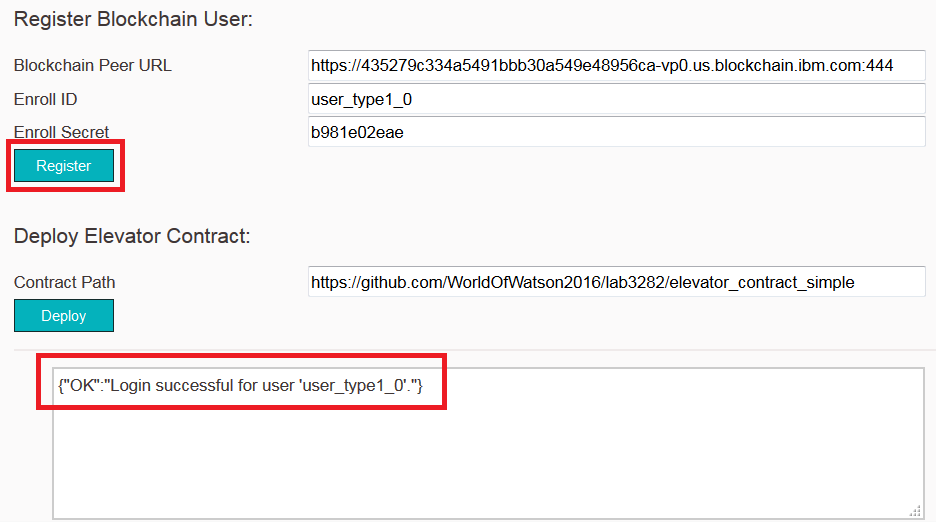 Register Blockchain User:
Blockchain Peer URL https://435279c334a5491bbb30a549e48956ca-vp0.us.blockchain.ibm.com:444
Enroll ID user_type1_0
Enroll Secret b981e02eae
Register
Deploy Elevator Contract:
Contract Path https://github.com/WorldOfWatson2016/lab3282/elevator_contract_simple
Deploy
{"OK":"Login successful for user 'user_type1_0'."}